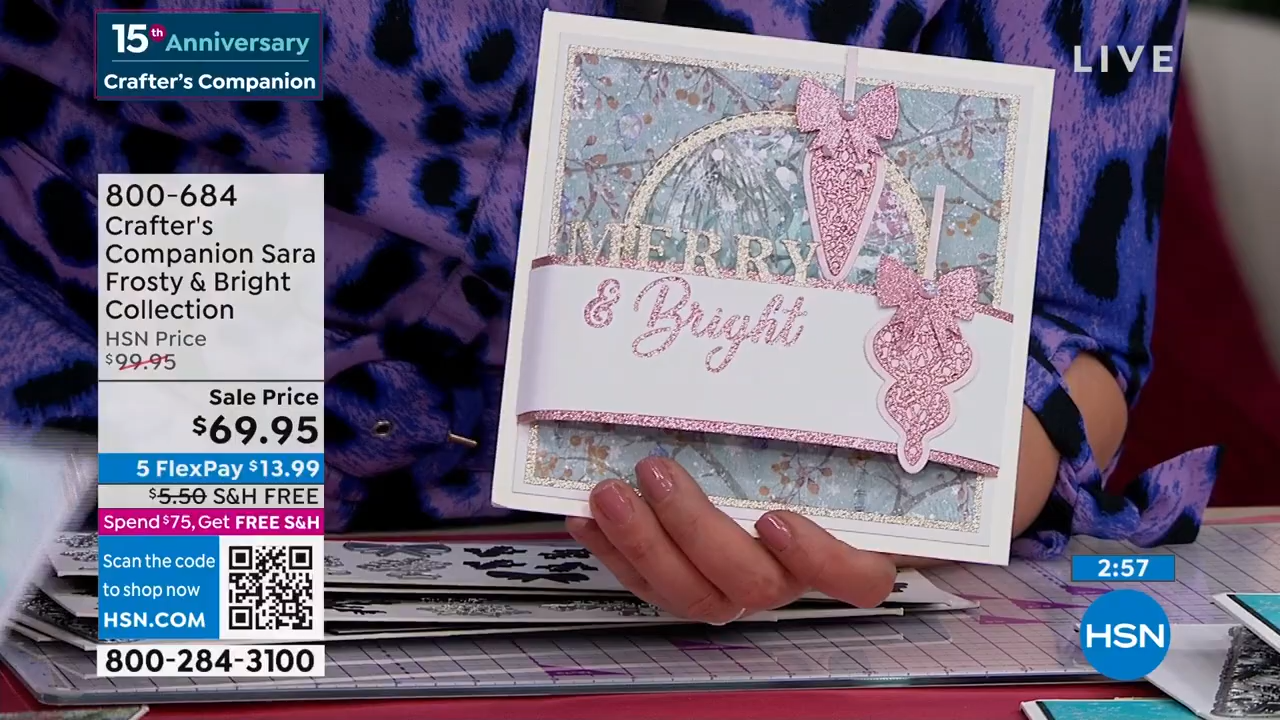 15th Anniversary
Crafter's Companion
LIVE
800-684
Crafter's
Companion Sara
Frosty & Bright
Collection
HSN Price
$99.95
Sale Price
$69.95
5 FlexPay $13.99
$5.50 S&H FREE
Spend $75, Get FREE S&H
Scan the code
to shop now
HSN.COM
800-284-3100
MERRY
& Bright
2:57
HSN